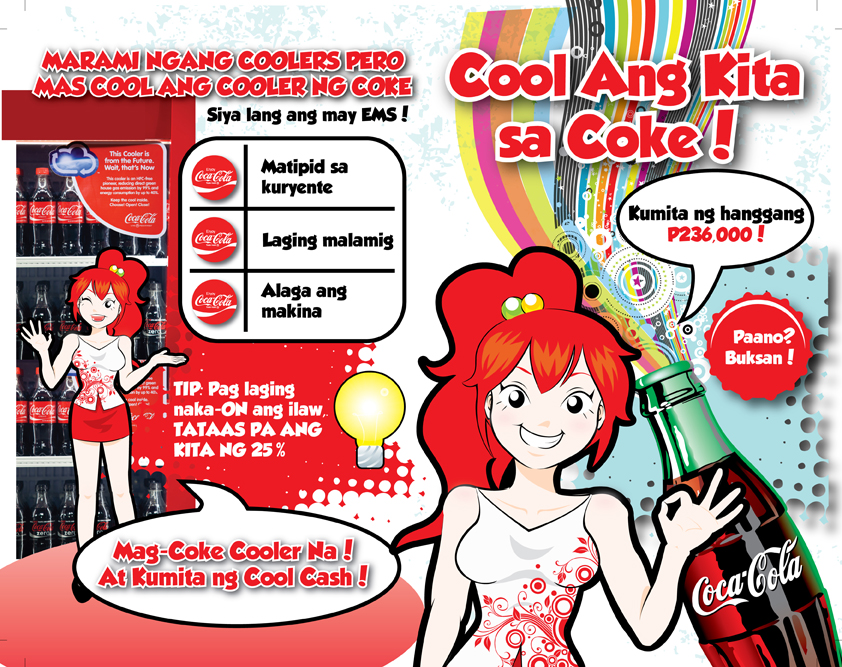 MARAMI NGANG COOLERS PERO
MAS COOL ANG COOLER NG COKE
Siya lang ang may EMS!
This Cooler is
from the Future.
Wait, that's Now
This cooler is an HFC-free
pioneer, reducing direct green
house gas emission by 99% and
energy consumption by up to 40%.
Keep the cool inside.
Choose! Open! Close!
Coca-Cola
Enjoy
Coca-Cola
Matipid sa
kuryente
Enjoy
Coca-Cola
Laging malamig
Enjoy
Coca-Cola
Alaga ang
makina
TIP: Pag laging
naka-ON ang ilaw,
TATAAS PA ANG
KITA NG 25%
Mag-Coke Cooler Na!
At Kumita ng Cool Cash!
Cool Ang Kita
sa Coke!
Kumita ng hanggang
P236,000!
Paano?
Buksan!
Coca-Cola